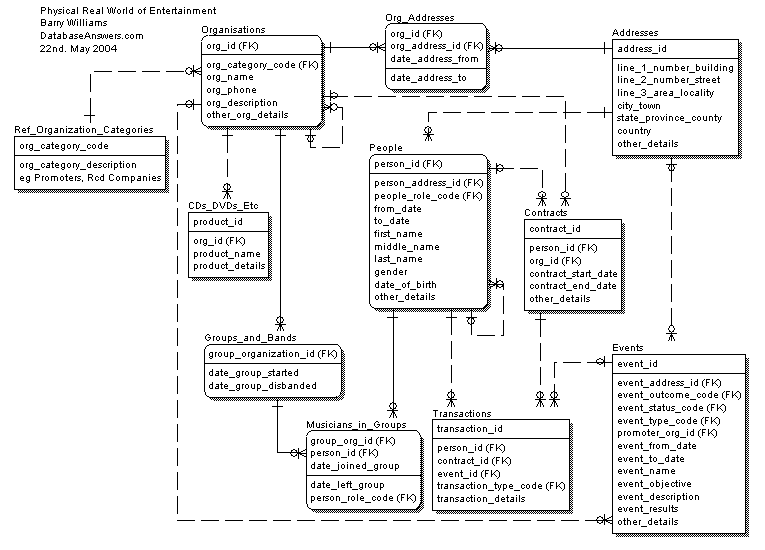 Physical Real World of Entertainment
Barry Williams
DatabaseAnswers.com
22nd. May 2004
Organisations
org_id (FK)
org_category_code (FK)
org_name
org_phone
org_description
other_org_details
Org_Addresses
org_id (FK)
org_address_id (FK)
date_address_from
date_address_to
Addresses
address_id
line_1_number_building
line_2_number_street
line_3_area_locality
city_town
state_province_county
country
other_details
Ref_Organization_Categories
org_category_code
org_category_description
eg Promoters, Rcd Companies
People
person_id (FK)
person_address_id (FK)
people_role_code (FK)
from_date
to_date
first_name
middle_name
last_name
gender
date_of_birth
other_details
CDs_DVDs_Etc
product_id
org_id (FK)
product_name
product_details
Contracts
contract_id
person_id (FK)
org_id (FK)
contract_start_date
contract_end_date
other_details
Groups_and_Bands
group_organization_id (FK)
date_group_started
date_group_disbanded
Events
event_id
event_address_id (FK)
event_outcome_code (FK)
event_status_code (FK)
event_type_code (FK)
promoter_org_id (FK)
event_from_date
event_to_date
event_name
event_objective
event_description
event_results
other_details
Musicians_in_Groups
group_org_id (FK)
person_id (FK)
date_joined_group
date_left_group
person_role_code (FK)
Transactions
transaction_id
person_id (FK)
contract_id (FK)
event_id (FK)
transaction_type_code (FK)
transaction_details